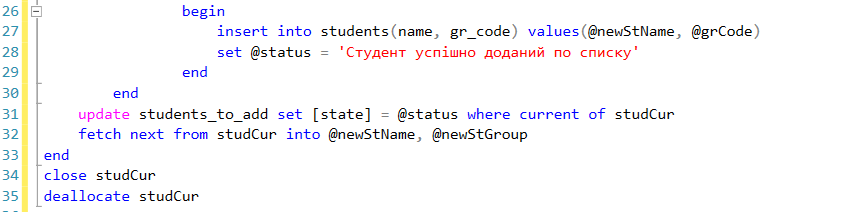 26 begin
27 insert into students(name, gr_code) values(@newStName, @grCode)
28 set @status = 'Студент успішно доданий по списку'
29 end
30 end
31 update students_to_add set [state] = @status where current of studCur
32 fetch next from studCur into @newStName, @newStGroup
33 end
34 close studCur
35 deallocate studCur